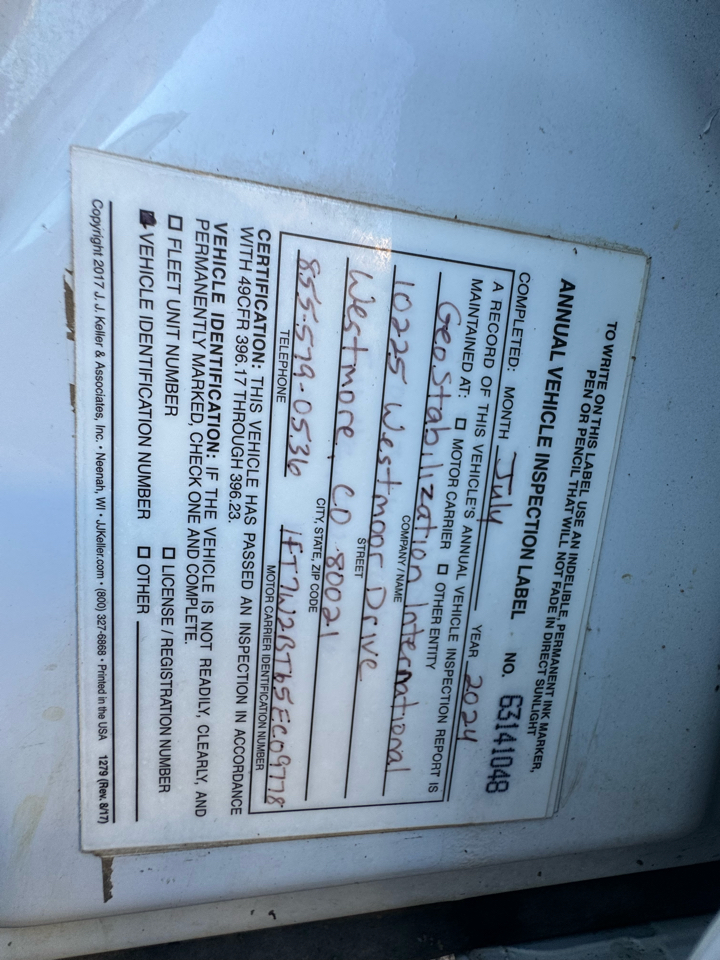 TO WRITE ON THIS LABEL USE AN INDELIBLE, PERMANENT INK MARKER,
PEN OR PENCIL THAT WILL NOT FADE IN DIRECT SUNLIGHT
ANNUAL VEHICLE INSPECTION LABEL NO. 63141048
COMPLETED: MONTH July YEAR 2024
A RECORD OF THIS VEHICLE'S ANNUAL VEHICLE INSPECTION REPORT IS
MAINTAINED AT: ☐ MOTOR CARRIER ☐ OTHER ENTITY
GeoStabilization International
COMPANY/NAME
10225 Westmoor Drive
STREET
Westmore, CO 80021
CITY, STATE, ZIP CODE
855-579-0536 1FT7W2BT65EC09778
TELEPHONE MOTOR CARRIER IDENTIFICATION NUMBER
CERTIFICATION: THIS VEHICLE HAS PASSED AN INSPECTION IN ACCORDANCE
WITH 49CFR 396.17 THROUGH 396.23.
VEHICLE IDENTIFICATION: IF THE VEHICLE IS NOT READILY, CLEARLY, AND
PERMANENTLY MARKED, CHECK ONE AND COMPLETE.
☐ FLEET UNIT NUMBER ☐ LICENSE / REGISTRATION NUMBER
■ VEHICLE IDENTIFICATION NUMBER ☐ OTHER
Copyright 2017 J. J. Keller & Associates, Inc. • Neenah, WI • JJKeller.com • (800) 327-6868 • Printed in the USA 1279 (Rev. 8/17)